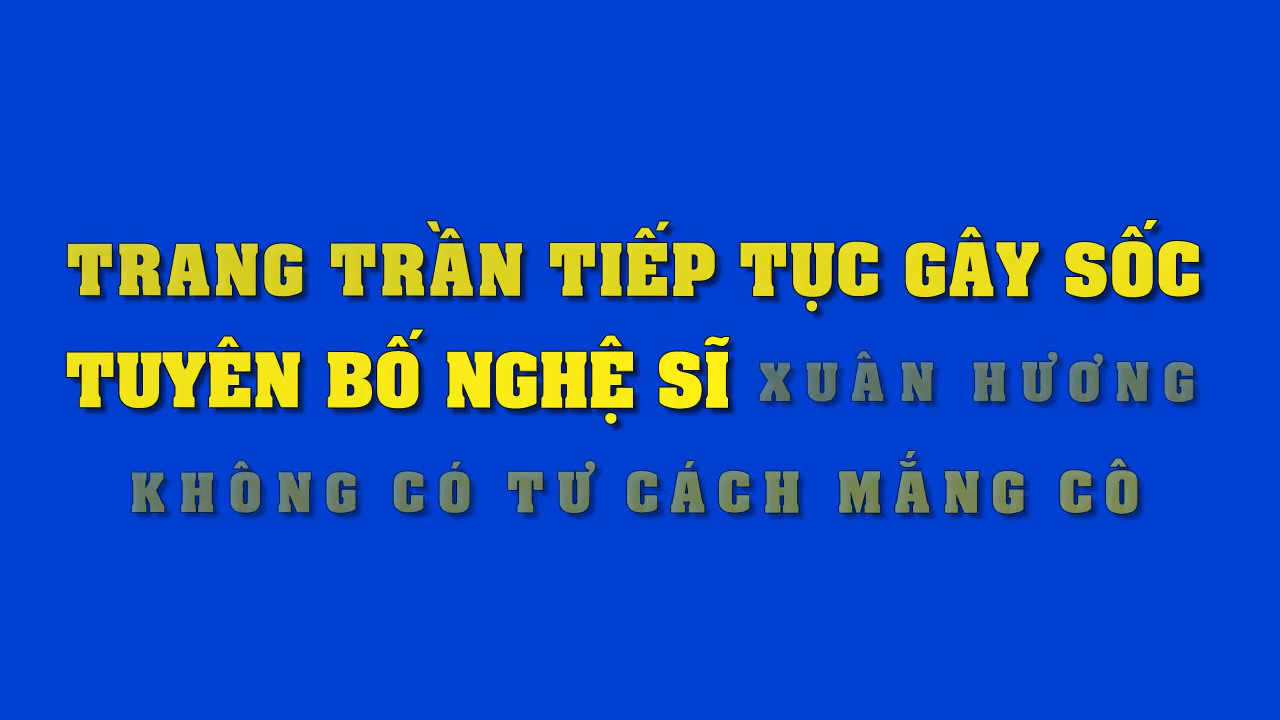 TRANG TRẦN TIẾP TỤC GÂY SỐC
TUYÊN BỐ NGHỆ SĨ XUÂN HƯƠNG
KHÔNG CÓ TƯ CÁCH MẮNG CÔ